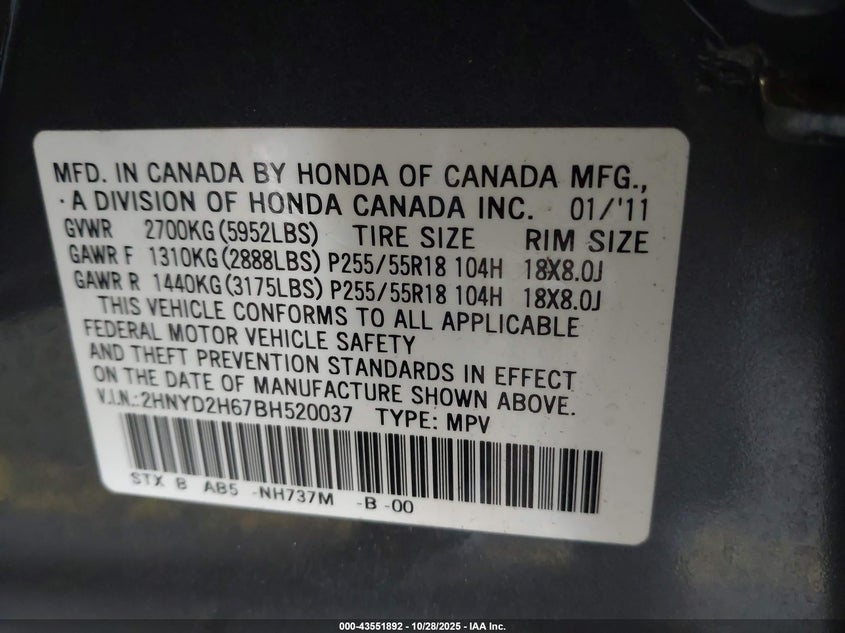 MFD. IN CANADA BY HONDA OF CANADA MFG.,
A DIVISION OF HONDA CANADA INC. 01/'11
GVWR 2700KG(5952LBS) TIRE SIZE RIM SIZE
GAWR F 1310KG(2888LBS) P255/55R18 104H 18X8.0J
GAWR R 1440KG(3175LBS) P255/55R18 104H 18X8.0J
THIS VEHICLE CONFORMS TO ALL APPLICABLE
FEDERAL MOTOR VEHICLE SAFETY
AND THEFT PREVENTION STANDARDS IN EFFECT
ON THE DATE OF MANUFACTURE SHOWN ABOVE.
V.I.N.:2HNYD2H67BH520037 TYPE: MPV
STX B AB5 -NH737M -B -00
000-43551892 - 10/28/2025 - IAA Inc.